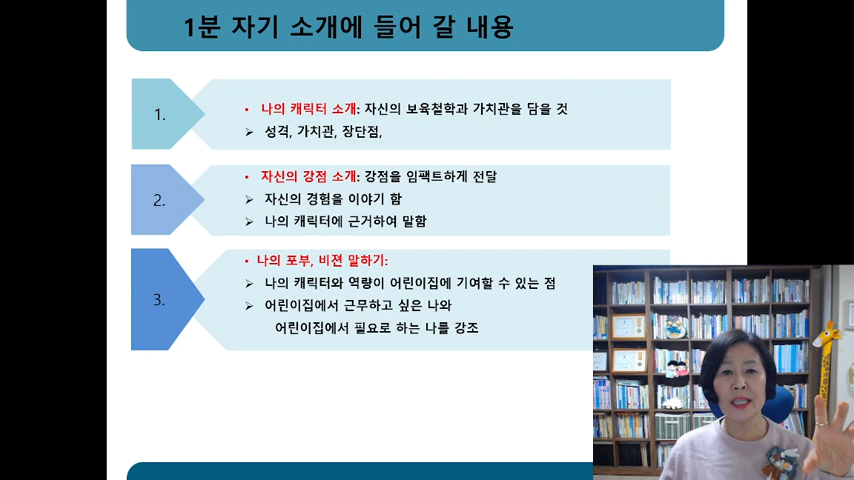 1분 자기 소개에 들어 갈 내용
1.
• 나의 캐릭터 소개: 자신의 보육철학과 가치관을 담을 것
➢ 성격, 가치관, 장단점,
2.
• 자신의 강점 소개: 강점을 임팩트하게 전달
➢ 자신의 경험을 이야기 함
➢ 나의 캐릭터에 근거하여 말함
3.
• 나의 포부, 비젼 말하기:
➢ 나의 캐릭터와 역량이 어린이집에 기여할 수 있는 점
➢ 어린이집에서 근무하고 싶은 나와
어린이집에서 필요로 하는 나를 강조